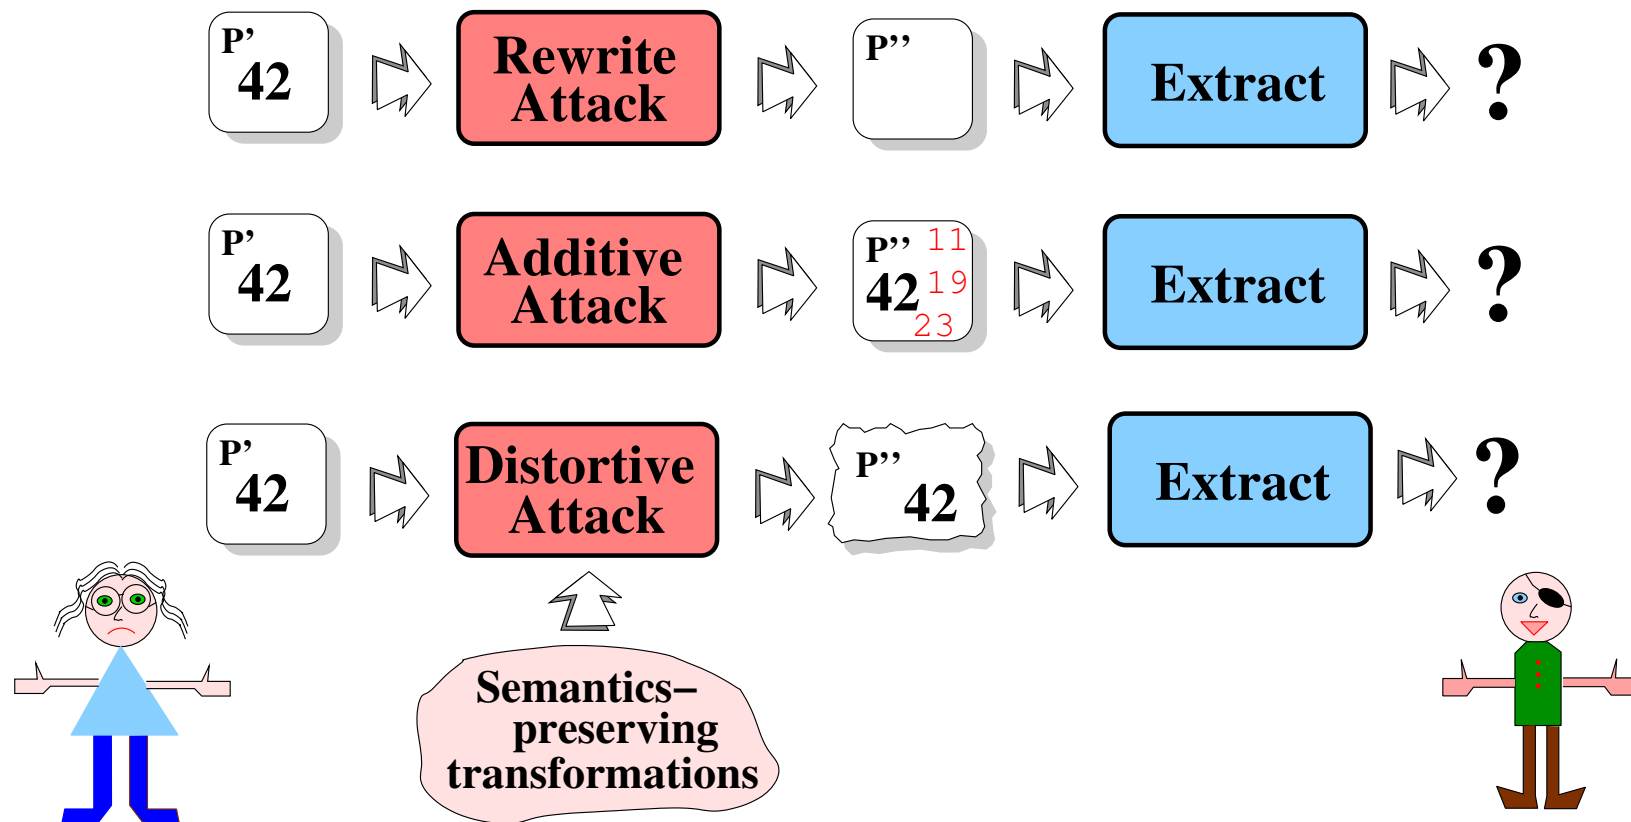 P’
42
Rewrite
Attack
P’’
Extract
?
P’
42
Additive
Attack
P’’ 11
42 19
23
Extract
?
P’
42
Distortive
Attack
P’’
42
Extract
?
Semantics–
preserving
transformations